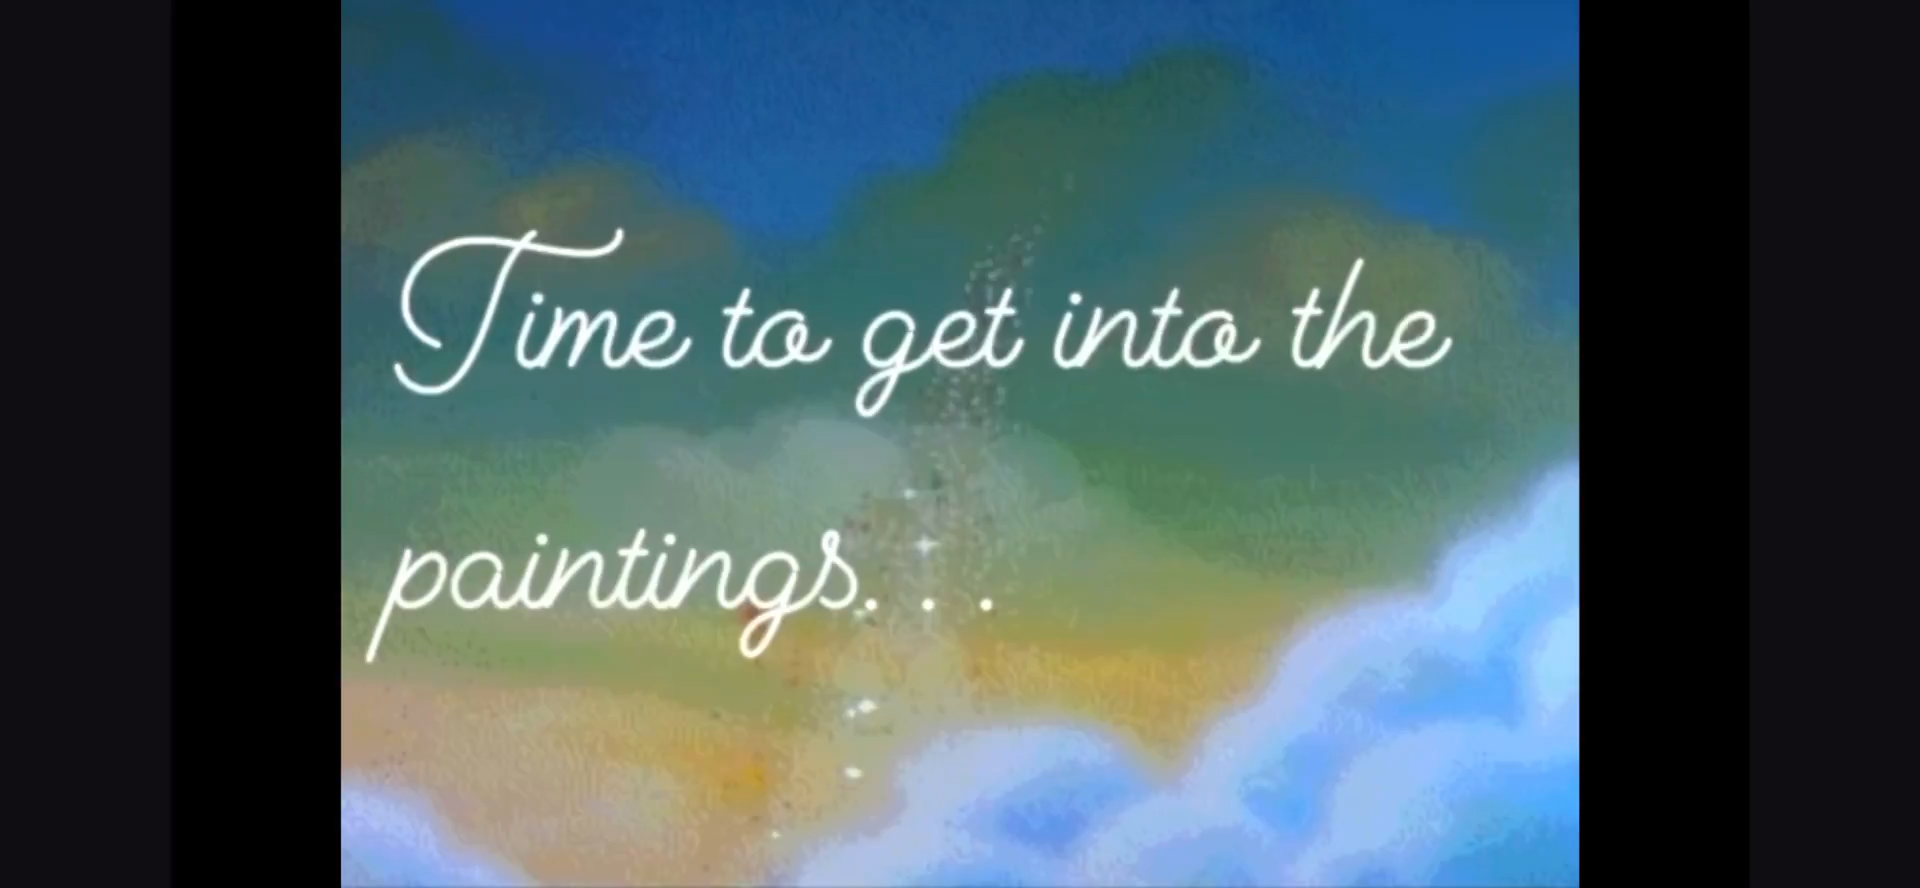 Time to get into the
paintings. . .